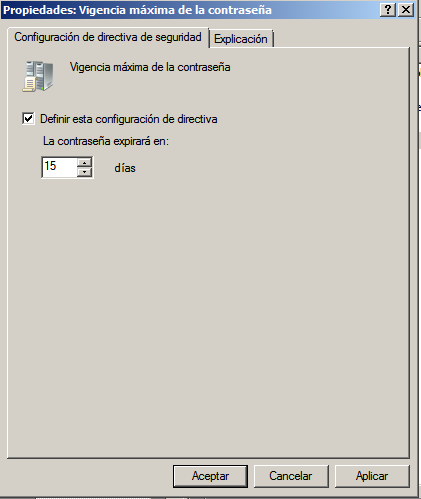 Propiedades: Vigencia máxima de la contraseña
Configuración de directiva de seguridad
Explicación
Vigencia máxima de la contraseña
Definir esta configuración de directiva
La contraseña expirará en:
15 días
Aceptar Cancelar Aplicar